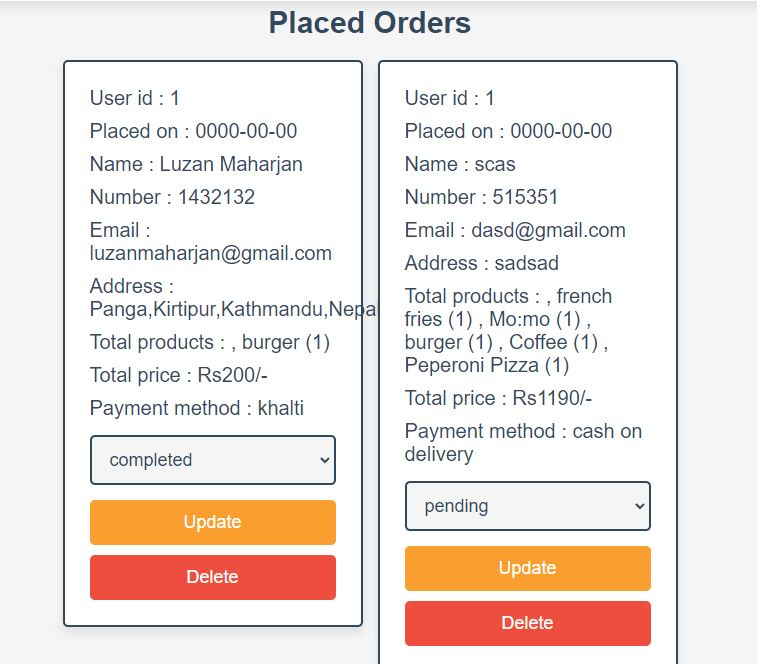 Placed Orders
User id : 1
Placed on : 0000-00-00
Name : Luzan Maharjan
Number : 1432132
Email :
luzanmaharjan@gmail.com
Address :
Panga,Kirtipur,Kathmandu,Nepal
Total products : , burger (1)
Total price : Rs200/-
Payment method : khalti
completed
Update
Delete
User id : 1
Placed on : 0000-00-00
Name : scas
Number : 515351
Email : dasd@gmail.com
Address : sadsad
Total products : , french
fries (1) , Mo:mo (1) ,
burger (1) , Coffee (1) ,
Peperoni Pizza (1)
Total price : Rs1190/-
Payment method : cash on
delivery
pending
Update
Delete